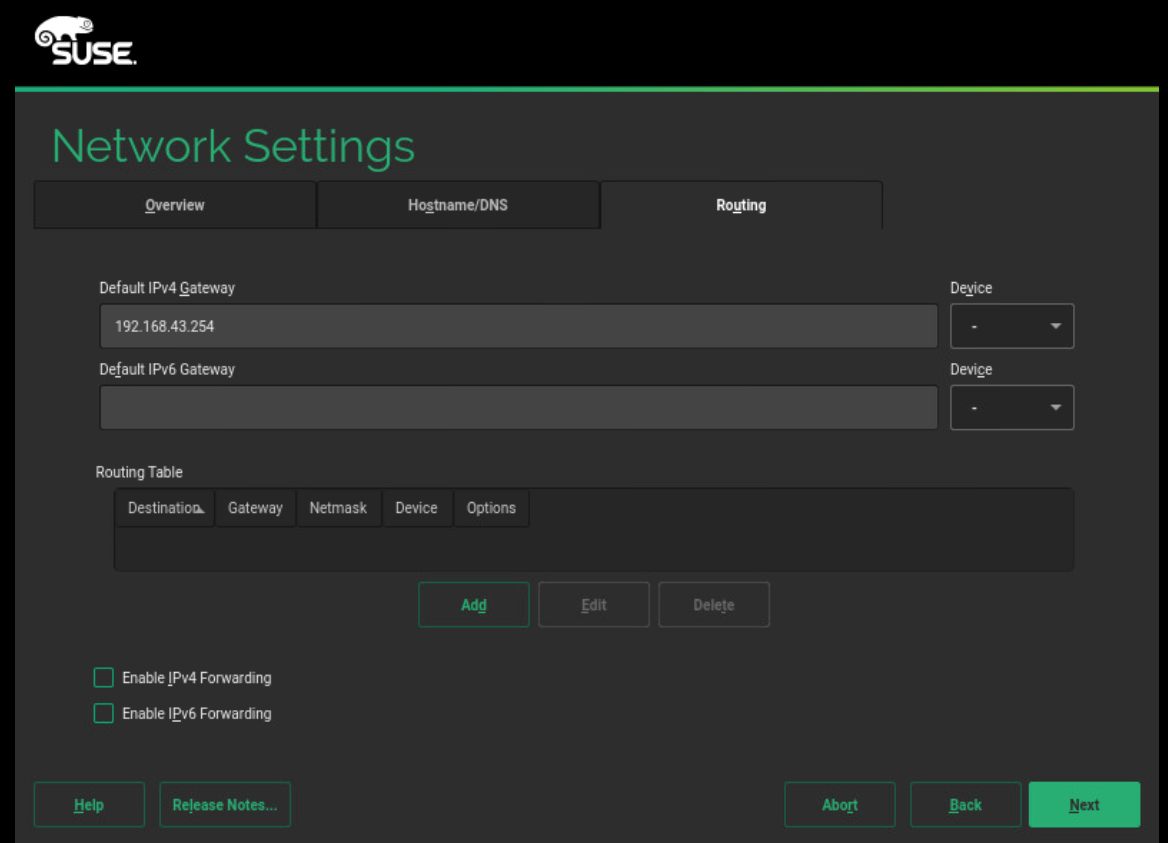 SUSE.
Network Settings
Overview Hostname/DNS Routing
Default IPv4 Gateway Device
192.168.43.254 -
Default IPv6 Gateway Device
-
Routing Table
Destination Gateway Netmask Device Options
Add Edit Delete
Enable IPv4 Forwarding
Enable IPv6 Forwarding
Help Release Notes... Abort Back Next